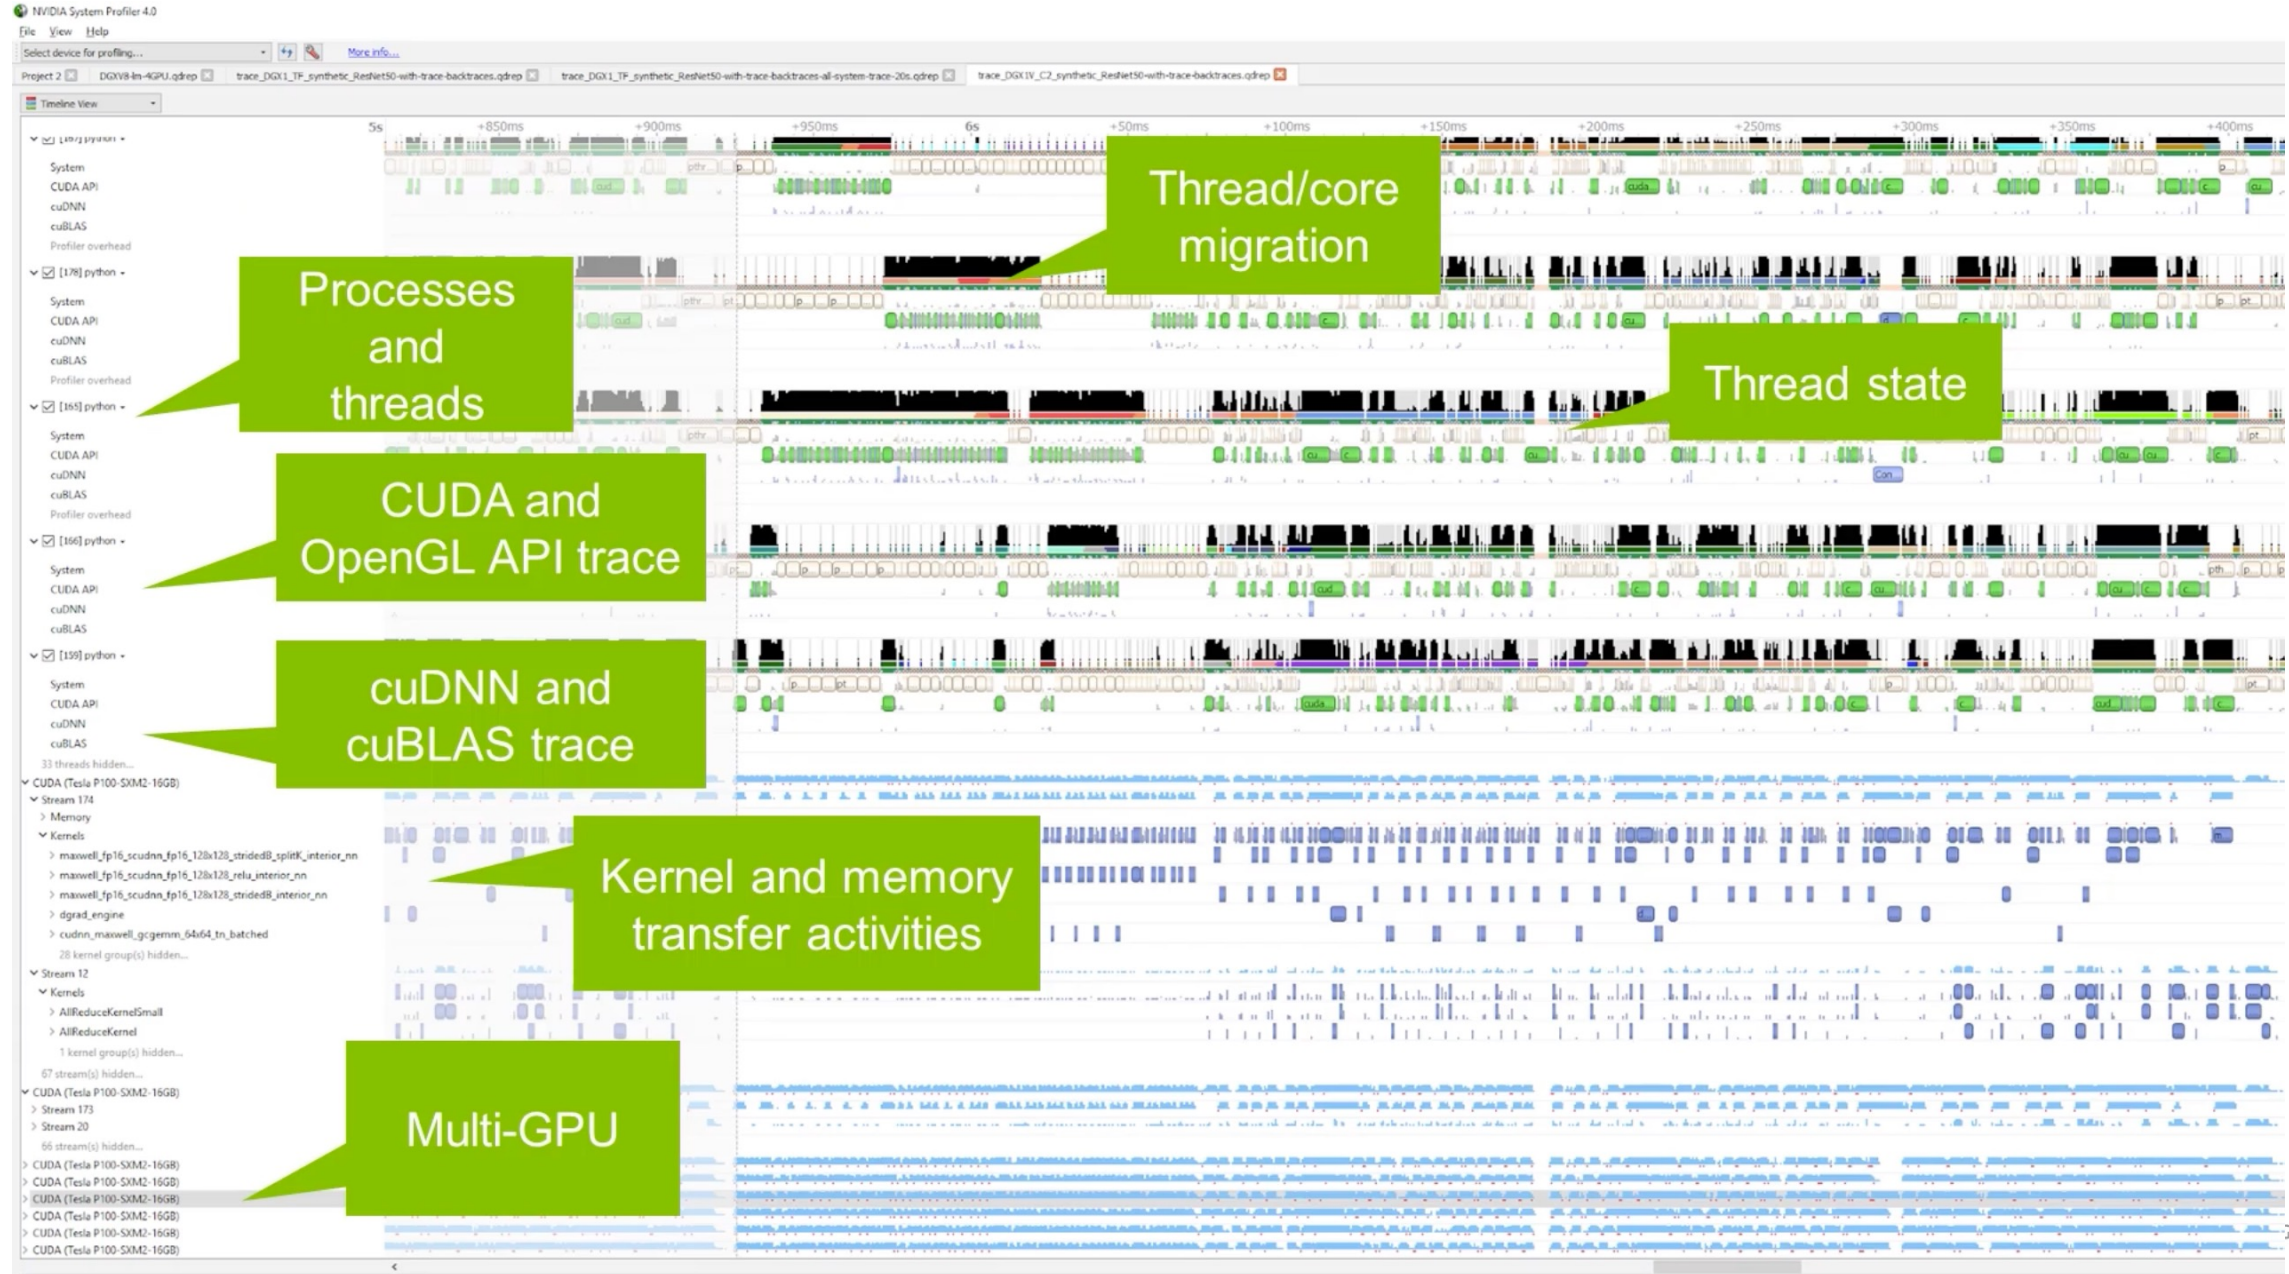 NVIDIA System Profiler 4.0
File View Help
Select device for profiling... More info...
Project 2 DGXV8-lm-4GPU.qdrep trace_DGX1_TF_synthetic_ResNet50-with-trace-backtraces.qdrep trace_DGX1_TF_synthetic_ResNet50-with-trace-backtraces-all-system-trace-20s.qdrep trace_DGX1V_C2_synthetic_ResNet50-with-trace-backtraces.qdrep
Timeline View
5s +850ms +900ms +950ms 6s +50ms +100ms +150ms +200ms +250ms +300ms +350ms +400ms
[167] python
System
CUDA API
cuDNN
cuBLAS
Profiler overhead
Thread/core
migration
[178] python
System
CUDA API
cuDNN
cuBLAS
Profiler overhead
Processes
and
threads
Thread state
[165] python
System
CUDA API
cuDNN
cuBLAS
Profiler overhead
CUDA and
OpenGL API trace
[166] python
System
CUDA API
cuDNN
cuBLAS
[159] python
System
CUDA API
cuDNN
cuBLAS
33 threads hidden...
cuDNN and
cuBLAS trace
CUDA (Tesla P100-SXM2-16GB)
Stream 174
Memory
Kernels
maxwell_fp16_scudnn_fp16_128x128_stridedB_splitK_interior_nn
maxwell_fp16_scudnn_fp16_128x128_relu_interior_nn
maxwell_fp16_scudnn_fp16_128x128_stridedB_interior_nn
dgrad_engine
cudnn_maxwell_gcgemm_64x64_tn_batched
28 kernel group(s) hidden...
Kernel and memory
transfer activities
Stream 12
Kernels
AllReduceKernelSmall
AllReduceKernel
1 kernel group(s) hidden...
67 stream(s) hidden...
CUDA (Tesla P100-SXM2-16GB)
Stream 173
Stream 20
66 stream(s) hidden...
Multi-GPU
CUDA (Tesla P100-SXM2-16GB)
CUDA (Tesla P100-SXM2-16GB)
CUDA (Tesla P100-SXM2-16GB)
CUDA (Tesla P100-SXM2-16GB)
CUDA (Tesla P100-SXM2-16GB)
CUDA (Tesla P100-SXM2-16GB)